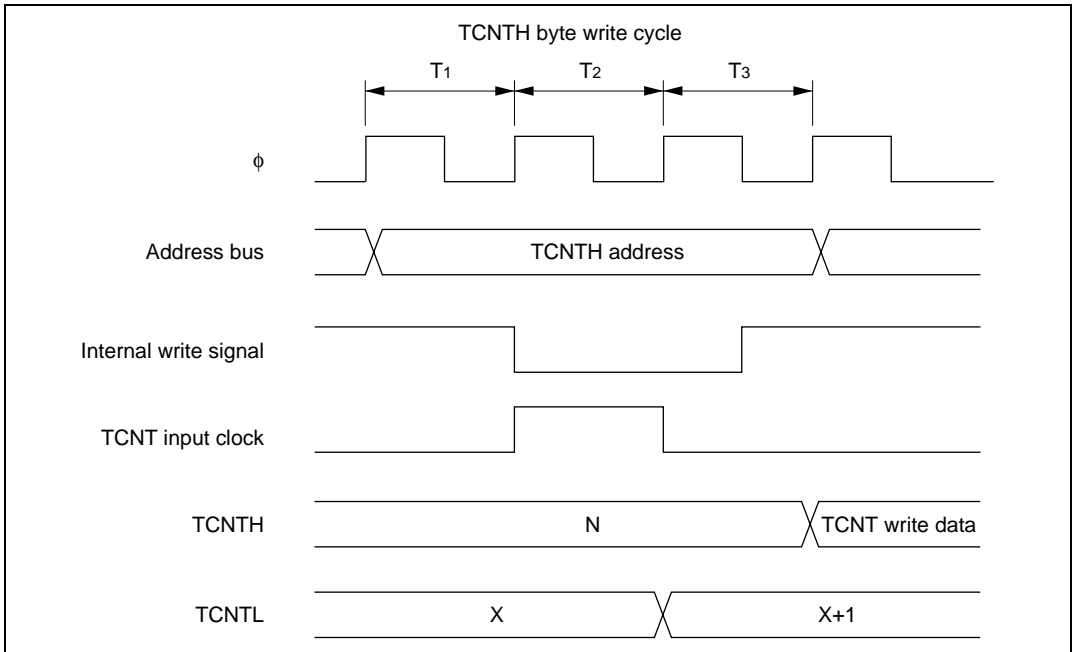 TCNTH byte write cycle
T1 T2 T3
ϕ
Address bus TCNTH address
Internal write signal
TCNT input clock
TCNTH N TCNT write data
TCNTL X X+1